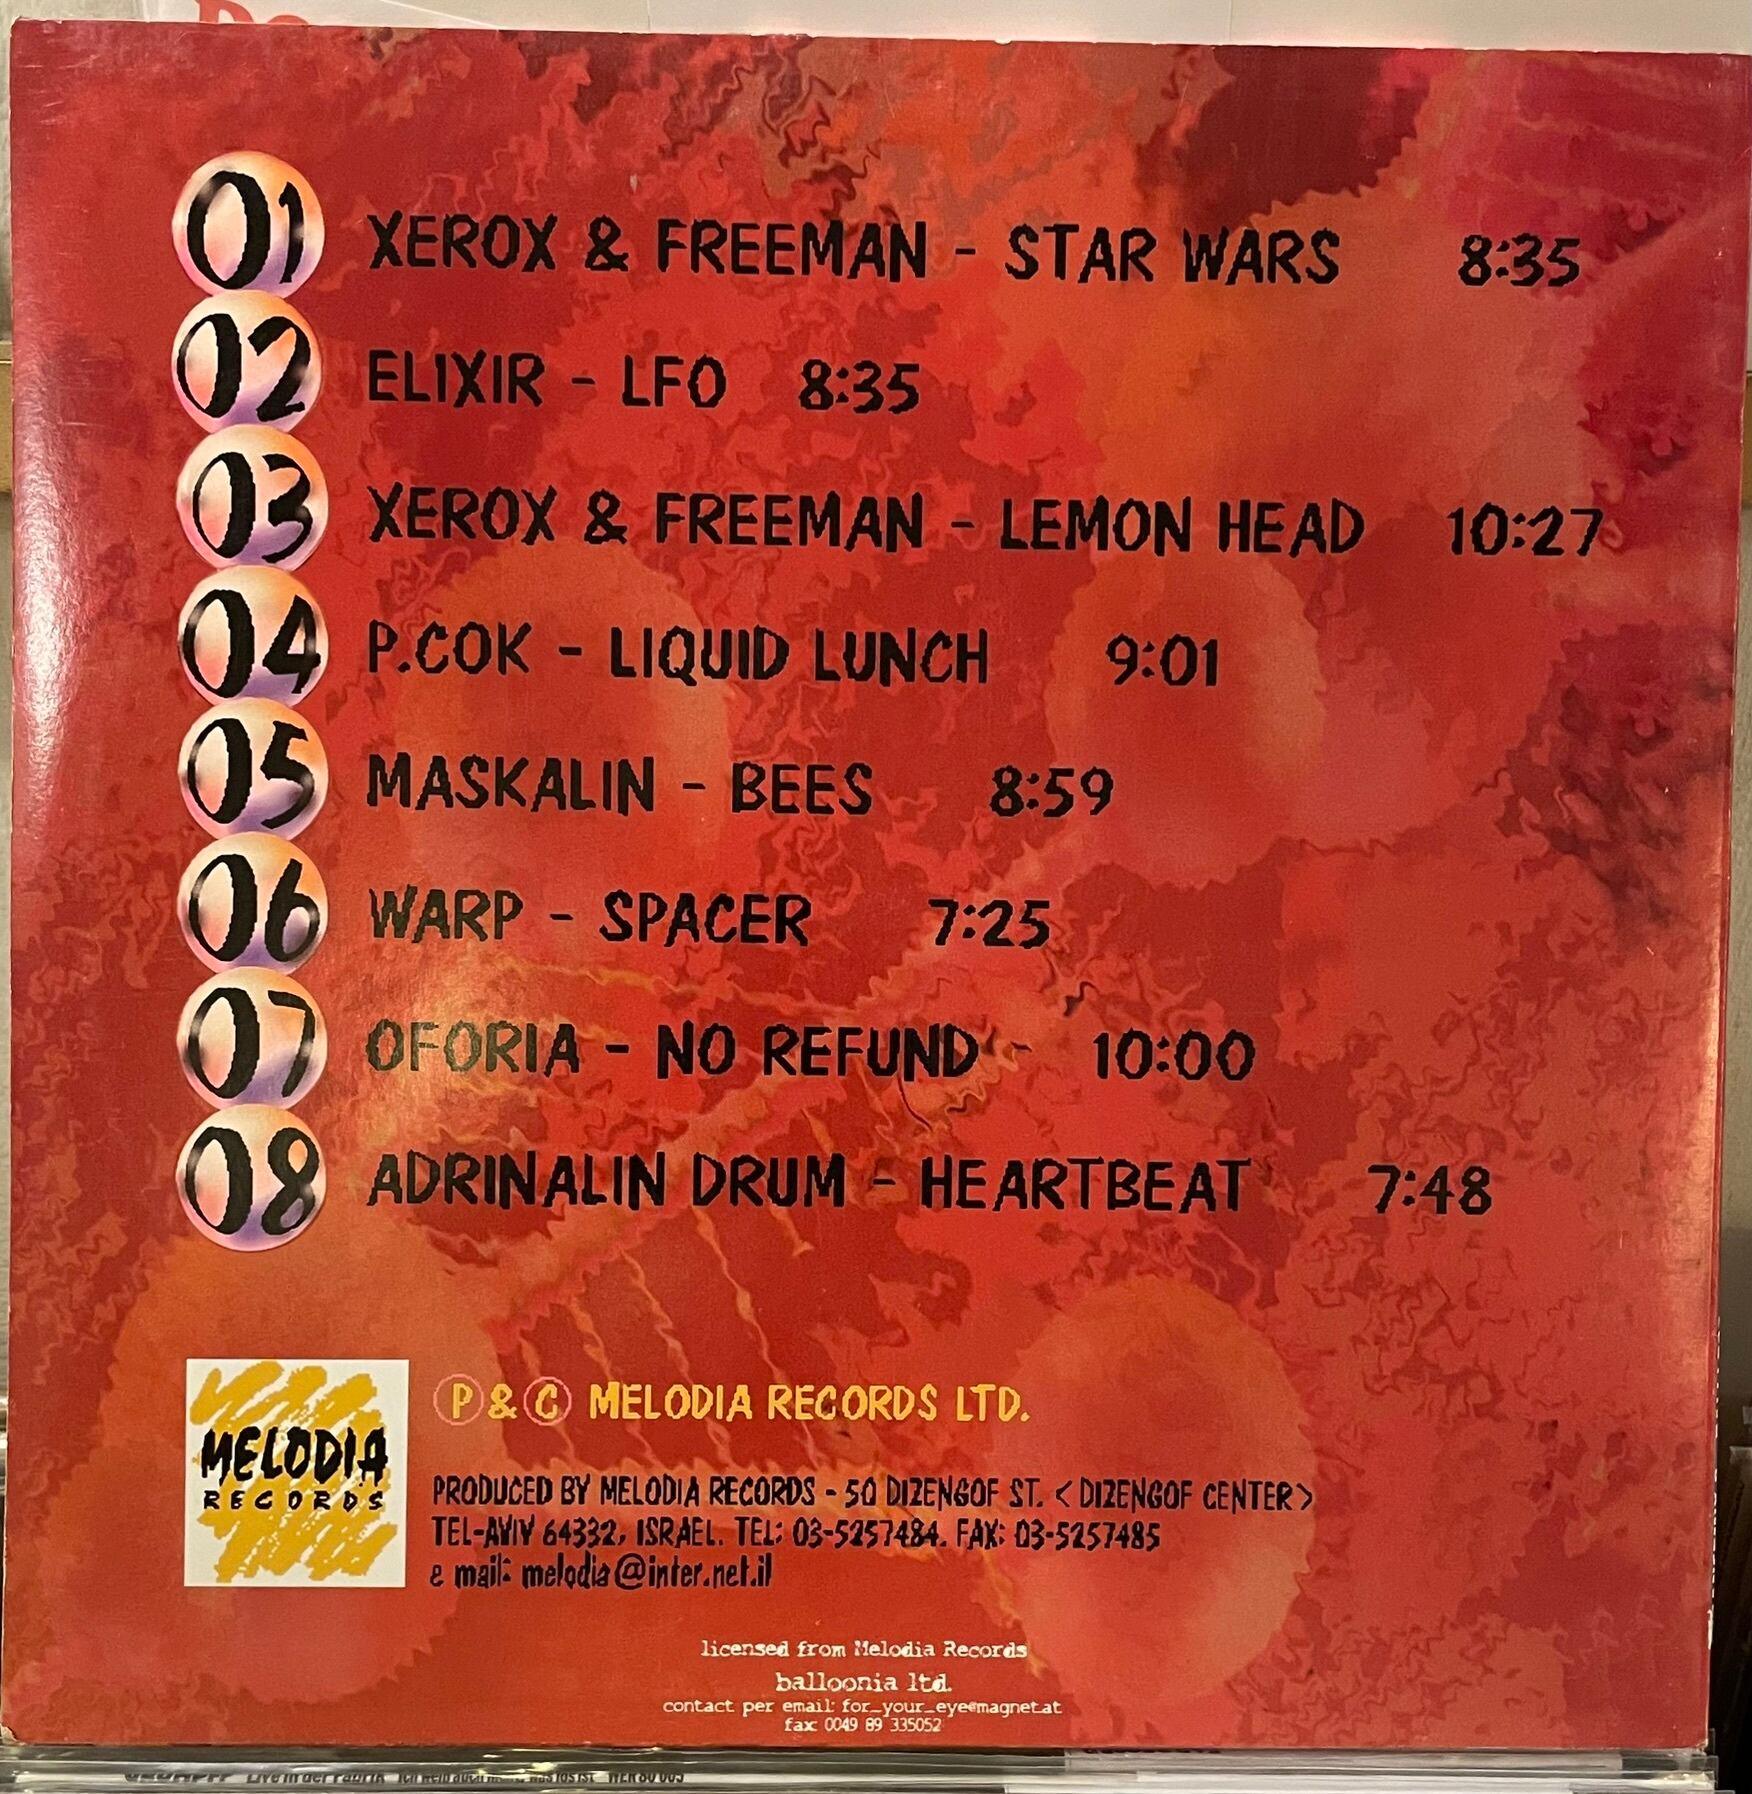 01 XEROX & FREEMAN - STAR WARS 8:35
02 ELIXIR - LFO 8:35
03 XEROX & FREEMAN - LEMON HEAD 10:27
04 P.COK - LIQUID LUNCH 9:01
05 MASKALIN - BEES 8:59
06 WARP - SPACER 7:25
07 OFORIA - NO REFUND - 10:00
08 ADRINALIN DRUM - HEARTBEAT 7:48
MELODIA
RECORDS
Ⓟ & Ⓒ MELODIA RECORDS LTD.
PRODUCED BY MELODIA RECORDS - 50 DIZENGOF ST. < DIZENGOF CENTER >
TEL-AVIV 64332, ISRAEL. TEL: 03-5257484. FAX: 03-5257485
e mail: melodia@inter.net.il
licensed from Melodia Records
balloonia ltd.
contact per email: for_your_eye@magnet.at
fax: 0049 89 335052
Live in der Fabrik